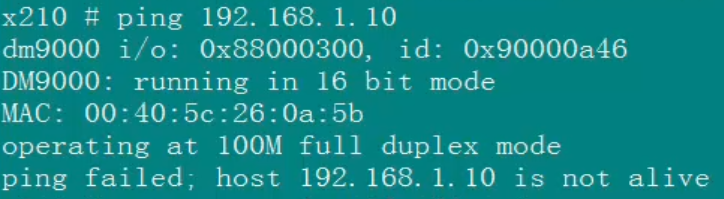 x210 # ping 192.168.1.10
dm9000 i/o: 0x88000300, id: 0x90000a46
DM9000: running in 16 bit mode
MAC: 00:40:5c:26:0a:5b
operating at 100M full duplex mode
ping failed; host 192.168.1.10 is not alive